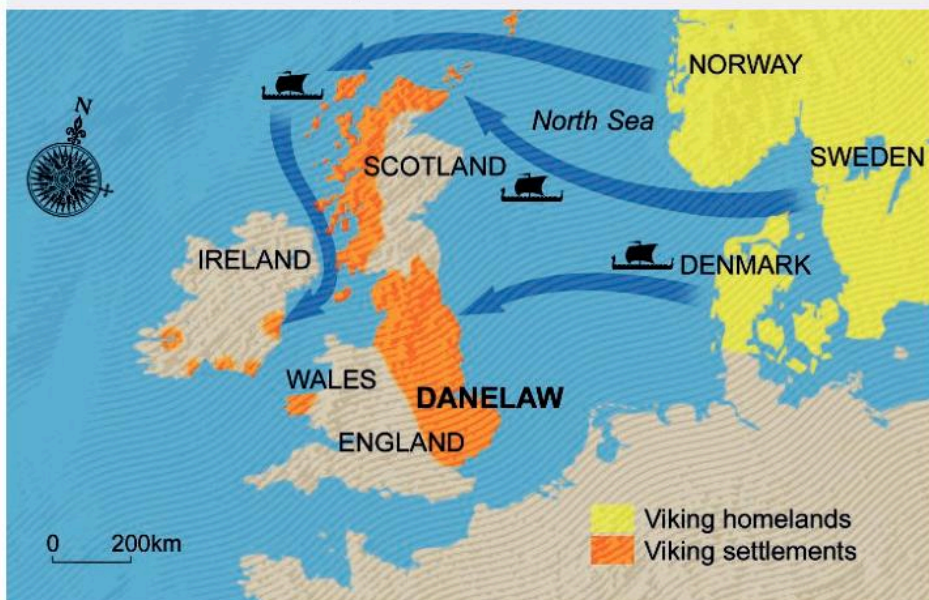 NORWAY
N
North Sea
SWEDEN
SCOTLAND
IRELAND
DENMARK
WALES
DANELAW
ENGLAND
Viking homelands
0 200km
Viking settlements